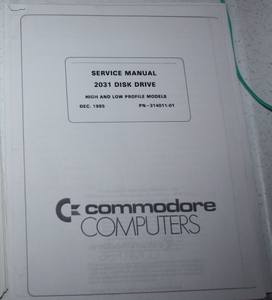 SERVICE MANUAL
2031 DISK DRIVE
HIGH AND LOW PROFILE MODELS
DEC. 1985 PN-314011-01
commodore
COMPUTERS